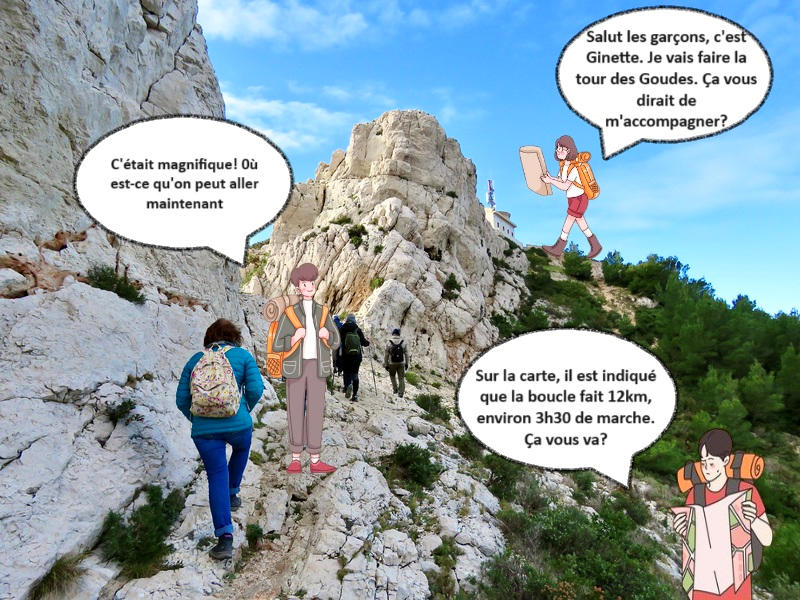 Salut les garçons, c'est
Ginette. Je vais faire la
tour des Goudes. Ça vous
dirait de
m'accompagner?
C'était magnifique! 0ù
est-ce qu'on peut aller
maintenant
Sur la carte, il est indiqué
que la boucle fait 12km,
environ 3h30 de marche.
Ça vous va?